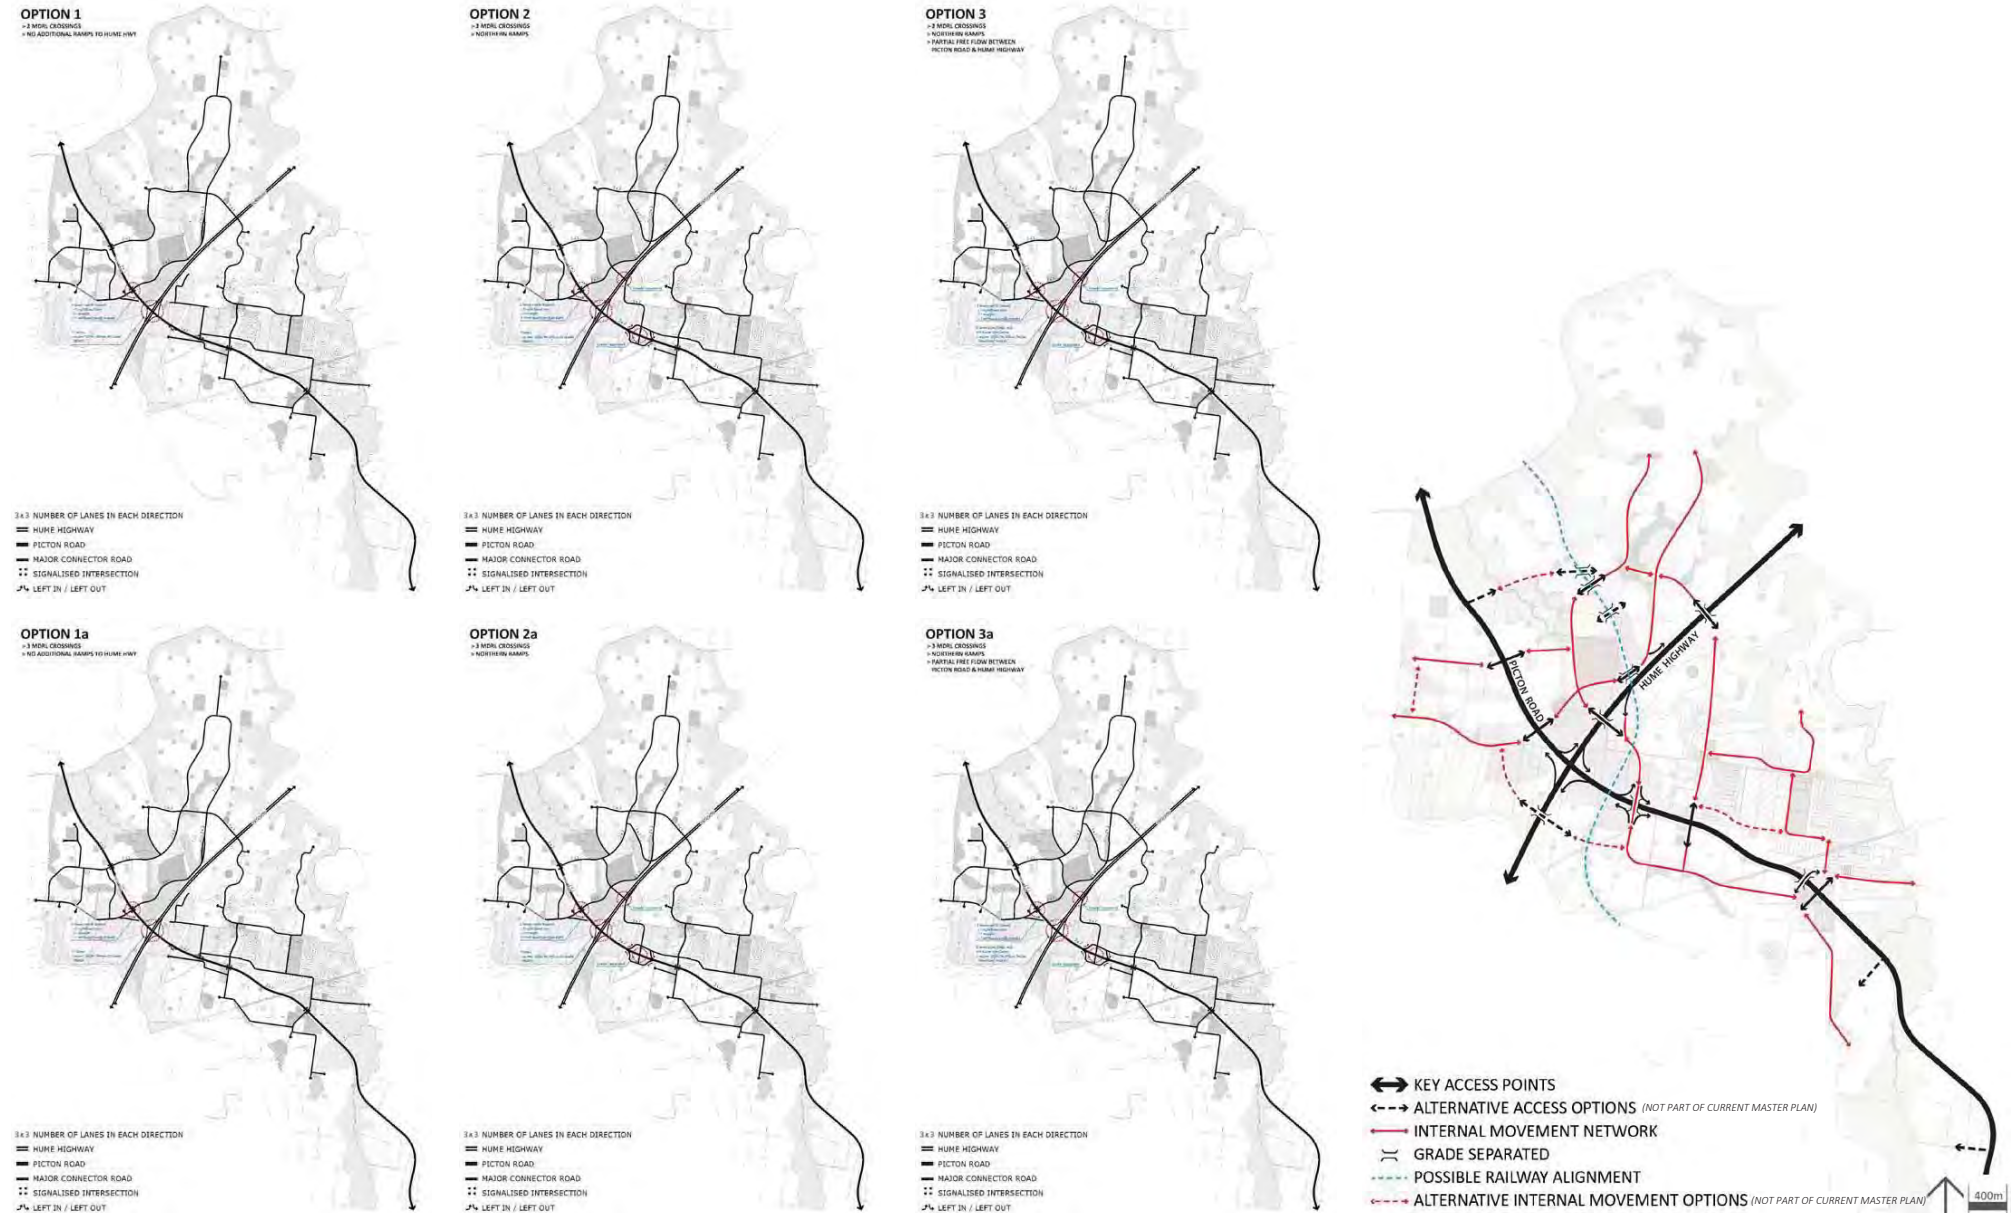 OPTION 1
> 2 MDRL CROSSINGS
> NO ADDITIONAL RAMPS TO HUME HWY
3x3 NUMBER OF LANES IN EACH DIRECTION
HUME HIGHWAY
PICTON ROAD
MAJOR CONNECTOR ROAD
SIGNALISED INTERSECTION
LEFT IN / LEFT OUT
OPTION 2
> 2 MDRL CROSSINGS
> NORTHERN RAMPS
3x3 NUMBER OF LANES IN EACH DIRECTION
HUME HIGHWAY
PICTON ROAD
MAJOR CONNECTOR ROAD
SIGNALISED INTERSECTION
LEFT IN / LEFT OUT
OPTION 3
> 2 MDRL CROSSINGS
> NORTHERN RAMPS
> PARTIAL FREE FLOW BETWEEN
PICTON ROAD & HUME HIGHWAY
3x3 NUMBER OF LANES IN EACH DIRECTION
HUME HIGHWAY
PICTON ROAD
MAJOR CONNECTOR ROAD
SIGNALISED INTERSECTION
LEFT IN / LEFT OUT
OPTION 1a
> 3 MDRL CROSSINGS
> NO ADDITIONAL RAMPS TO HUME HWY
3x3 NUMBER OF LANES IN EACH DIRECTION
HUME HIGHWAY
PICTON ROAD
MAJOR CONNECTOR ROAD
SIGNALISED INTERSECTION
LEFT IN / LEFT OUT
OPTION 2a
> 3 MDRL CROSSINGS
> NORTHERN RAMPS
3x3 NUMBER OF LANES IN EACH DIRECTION
HUME HIGHWAY
PICTON ROAD
MAJOR CONNECTOR ROAD
SIGNALISED INTERSECTION
LEFT IN / LEFT OUT
OPTION 3a
> 3 MDRL CROSSINGS
> NORTHERN RAMPS
> PARTIAL FREE FLOW BETWEEN
PICTON ROAD & HUME HIGHWAY
3x3 NUMBER OF LANES IN EACH DIRECTION
HUME HIGHWAY
PICTON ROAD
MAJOR CONNECTOR ROAD
SIGNALISED INTERSECTION
LEFT IN / LEFT OUT
HUME HIGHWAY
PICTON ROAD
KEY ACCESS POINTS
ALTERNATIVE ACCESS OPTIONS (NOT PART OF CURRENT MASTER PLAN)
INTERNAL MOVEMENT NETWORK
GRADE SEPARATED
POSSIBLE RAILWAY ALIGNMENT
ALTERNATIVE INTERNAL MOVEMENT OPTIONS (NOT PART OF CURRENT MASTER PLAN)
400m